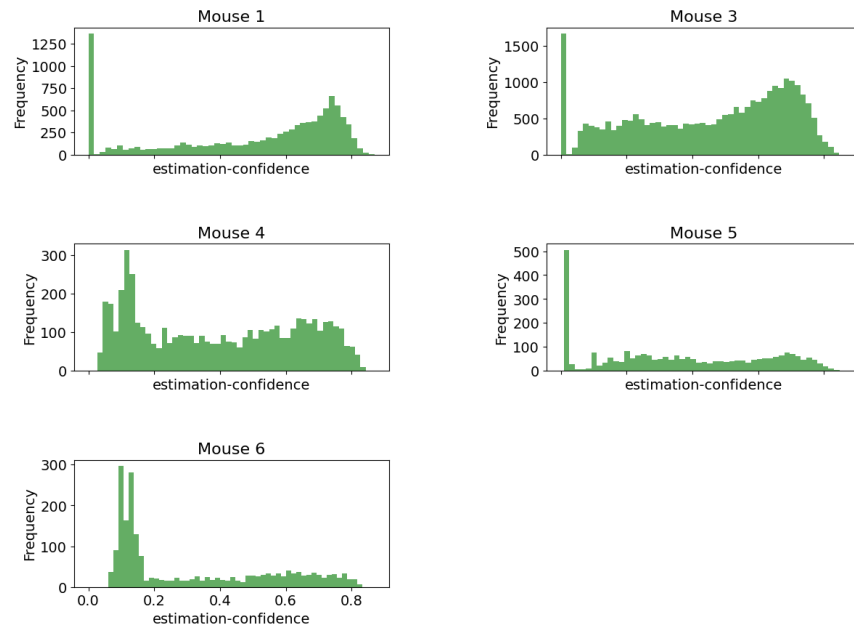 Mouse 1
Frequency
1250
1000
750
500
250
0
estimation-confidence
Mouse 3
Frequency
1500
1000
500
0
estimation-confidence
Mouse 4
Frequency
300
200
100
0
estimation-confidence
Mouse 5
Frequency
500
400
300
200
100
0
estimation-confidence
Mouse 6
Frequency
300
200
100
0
0.0 0.2 0.4 0.6 0.8
estimation-confidence